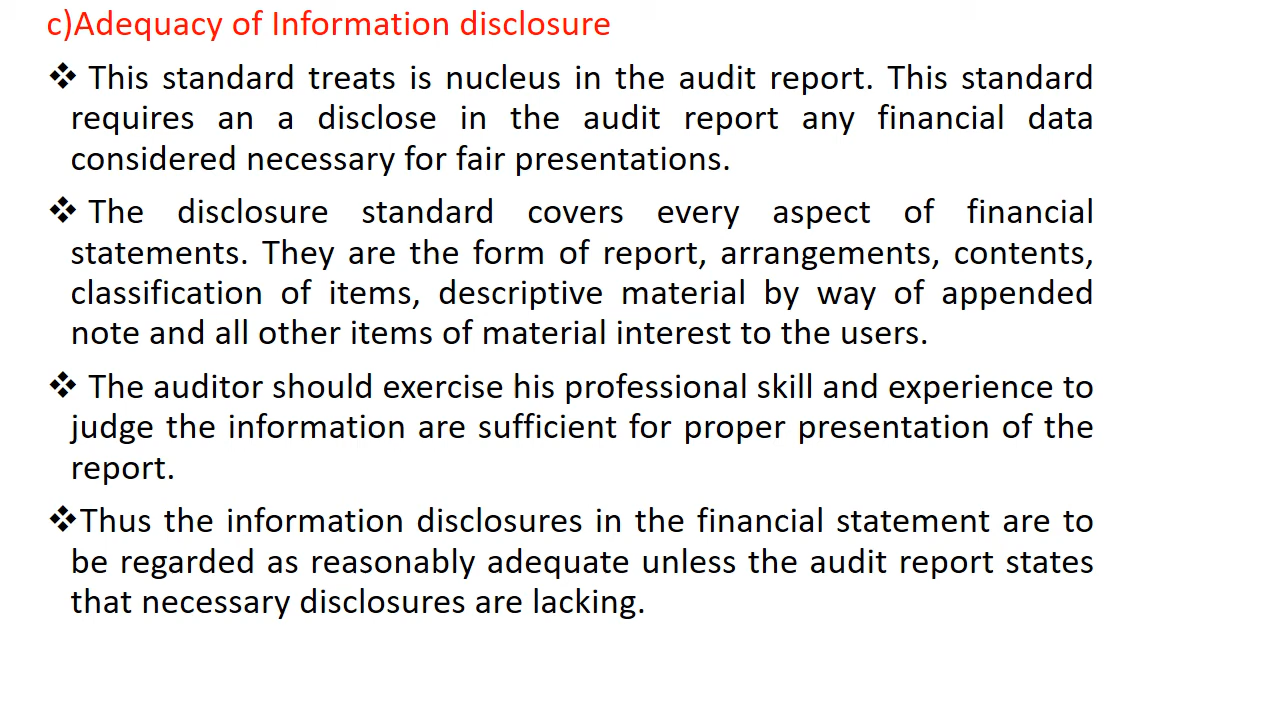 c)Adequacy of Information disclosure
❖ This standard treats is nucleus in the audit report. This standard
requires an a disclose in the audit report any financial data
considered necessary for fair presentations.
❖ The disclosure standard covers every aspect of financial
statements. They are the form of report, arrangements, contents,
classification of items, descriptive material by way of appended
note and all other items of material interest to the users.
❖ The auditor should exercise his professional skill and experience to
judge the information are sufficient for proper presentation of the
report.
❖Thus the information disclosures in the financial statement are to
be regarded as reasonably adequate unless the audit report states
that necessary disclosures are lacking.